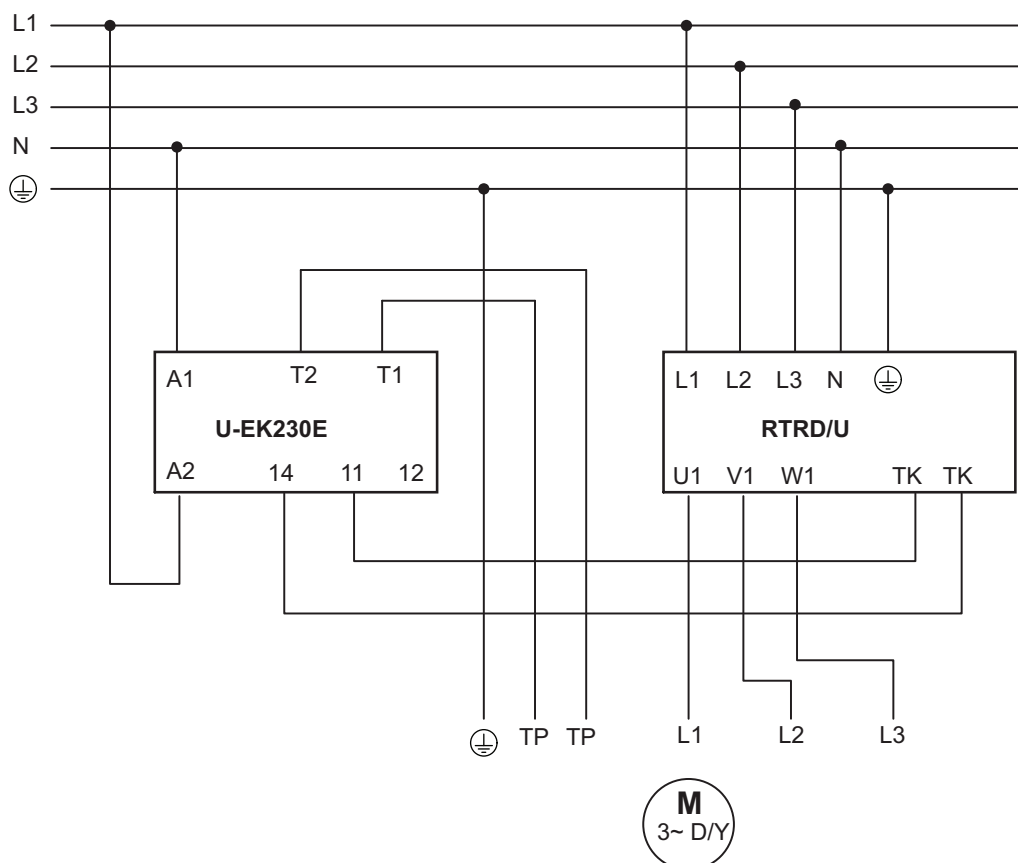 L1
L2
L3
N
A1 T2 T1
U-EK230E
A2 14 11 12
L1 L2 L3 N
RTRD/U
U1 V1 W1 TK TK
TP TP L1 L2 L3
M
3~ D/Y